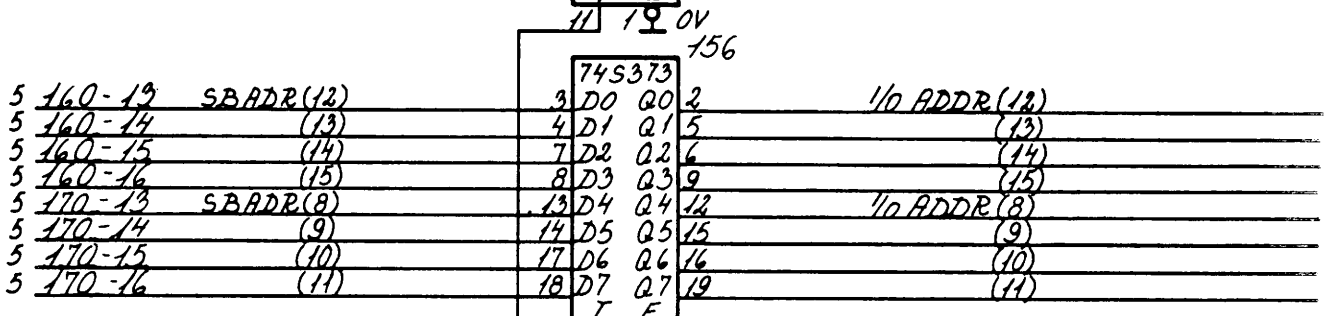 11 1 0V
156
74S373
5 160-13 SBADR(12) 3 D0 Q0 2 I/O ADDR(12)
5 160-14 (13) 4 D1 Q1 5 (13)
5 160-15 (14) 7 D2 Q2 6 (14)
5 160-16 (15) 8 D3 Q3 9 (15)
5 170-13 SBADR(8) 13 D4 Q4 12 I/O ADDR(8)
5 170-14 (9) 14 D5 Q5 15 (9)
5 170-15 (10) 17 D6 Q6 16 (10)
5 170-16 (11) 18 D7 Q7 19 (11)